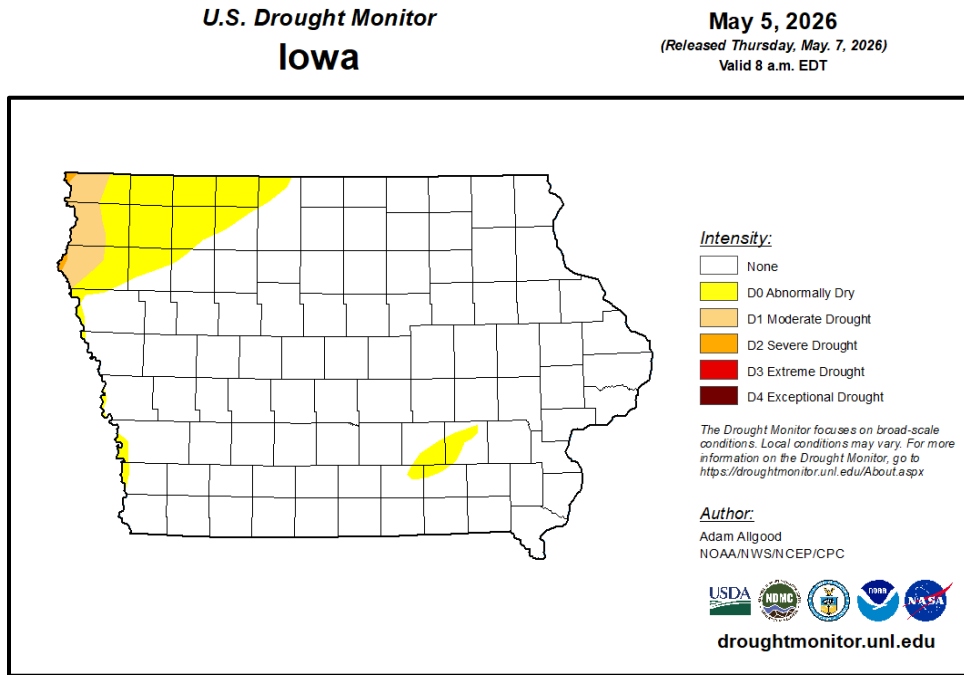 U.S. Drought Monitor
Iowa
May 5, 2026
(Released Thursday, May. 7, 2026)
Valid 8 a.m. EDT
Intensity:
None
D0 Abnormally Dry
D1 Moderate Drought
D2 Severe Drought
D3 Extreme Drought
D4 Exceptional Drought
The Drought Monitor focuses on broad-scale
conditions. Local conditions may vary. For more
information on the Drought Monitor, go to
https://droughtmonitor.unl.edu/About.aspx
Author:
Adam Allgood
NOAA/NWS/NCEP/CPC
USDA
NDMC
NOAA
NASA
droughtmonitor.unl.edu